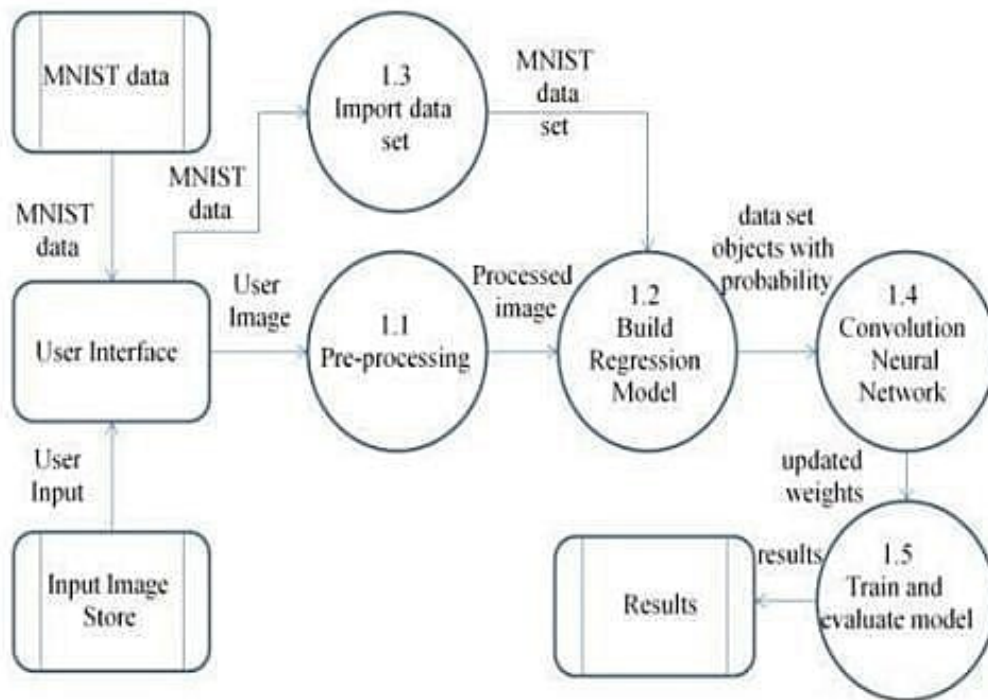 MNIST data
1.3
Import data
set
MNIST
data
set
MNIST
data
MNIST
data
User Interface
User
Image
1.1
Pre-processing
Processed
image
1.2
Build
Regression
Model
data set
objects with
probability
1.4
Convolution
Neural
Network
User
Input
Input Image
Store
updated
weights
1.5
Train and
evaluate model
results
Results